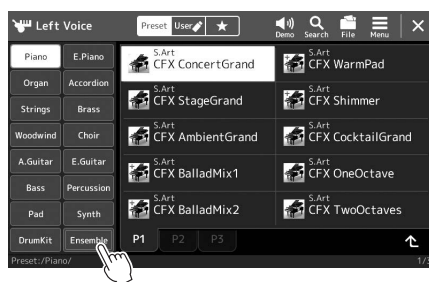 Left Voice
Preset User
Demo Search File Menu
Piano E.Piano
Organ Accordion
Strings Brass
Woodwind Choir
A.Guitar E.Guitar
Bass Percussion
Pad Synth
DrumKit Ensemble
S.Art
CFX ConcertGrand
S.Art
CFX WarmPad
S.Art
CFX StageGrand
S.Art
CFX Shimmer
S.Art
CFX AmbientGrand
S.Art
CFX CocktailGrand
S.Art
CFX BalladMix1
S.Art
CFX OneOctave
S.Art
CFX BalladMix2
S.Art
CFX TwoOctaves
P1 P2 P3
Preset:/Piano/ 1/3